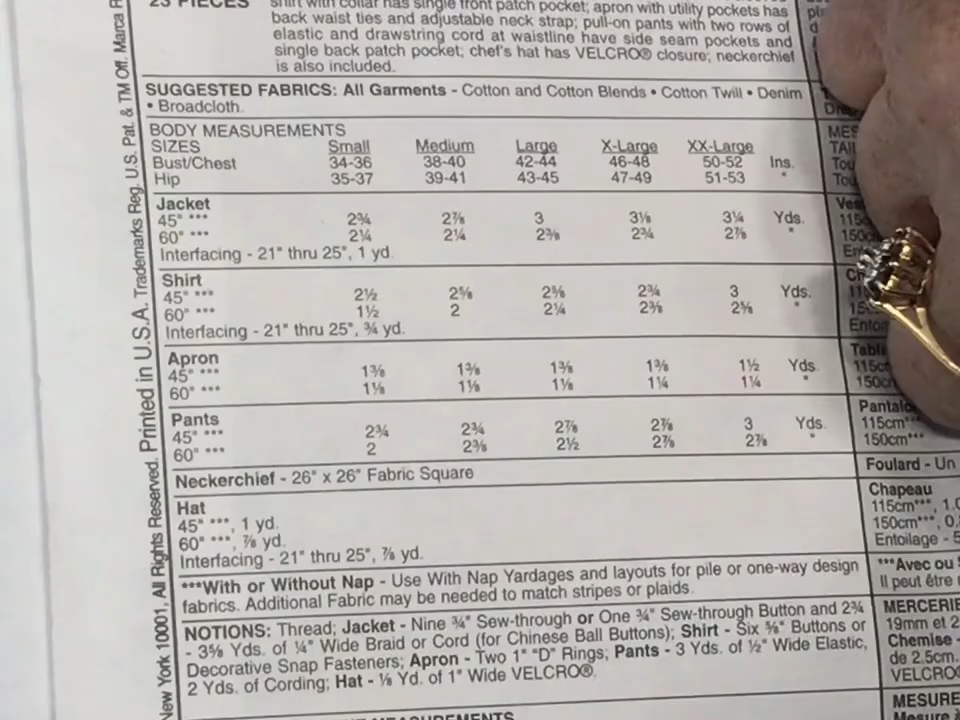 23 PIECES shirt with collar has single front patch pocket; apron with utility pockets has
back waist ties and adjustable neck strap; pull-on pants with two rows of
elastic and drawstring cord at waistline have side seam pockets and
single back patch pocket; chef's hat has VELCRO® closure; neckerchief
is also included.
SUGGESTED FABRICS: All Garments - Cotton and Cotton Blends • Cotton Twill • Denim
• Broadcloth.
BODY MEASUREMENTS
SIZES Small Medium Large X-Large XX-Large
Bust/Chest 34-36 38-40 42-44 46-48 50-52 Ins.
Hip 35-37 39-41 43-45 47-49 51-53 "
Jacket
45" *** 2¾ 2⅞ 3 3⅛ 3¼ Yds.
60" *** 2¼ 2¼ 2⅜ 2¾ 2⅞ "
Interfacing - 21" thru 25", 1 yd.
Shirt
45" *** 2½ 2⅝ 2⅝ 2¾ 3 Yds.
60" *** 1½ 2 2¼ 2⅜ 2⅝ "
Interfacing - 21" thru 25", ¾ yd.
Apron
45" *** 1⅜ 1⅜ 1⅜ 1⅜ 1½ Yds
60" *** 1⅛ 1⅛ 1⅛ 1¼ 1¼ "
Pants
45" *** 2¾ 2¾ 2⅞ 2⅞ 3 Yds.
60" *** 2 2⅜ 2½ 2⅞ 2⅞ "
Neckerchief - 26" x 26" Fabric Square
Hat
45" ***, 1 yd.
60" ***, ⅞ yd.
Interfacing - 21" thru 25", ⅞ yd.
***With or Without Nap - Use With Nap Yardages and layouts for pile or one-way design
fabrics. Additional Fabric may be needed to match stripes or plaids.
NOTIONS: Thread; Jacket - Nine ¾" Sew-through or One ¾" Sew-through Button and 2¾
- 3⅝ Yds. of ¼" Wide Braid or Cord (for Chinese Ball Buttons); Shirt - Six ⅝" Buttons or
Decorative Snap Fasteners; Apron - Two 1" "D" Rings; Pants - 3 Yds. of ½" Wide Elastic,
2 Yds. of Cording; Hat - ⅛ Yd. of 1" Wide VELCRO®.
New York 10001, All Rights Reserved. Printed in U.S.A. Trademarks Reg. U.S. Pat. & TM Off. Marca
MES
TAIL
115c
150c
115cm
150cm
115cm***
150cm***
Foulard - Un
Chapeau
115cm***, 1.
150cm***, 0.
Entoilage -
***Avec ou
Il peut être
MERCERIE
19mm et 2
Chemise -
de 2.5cm.
VELCRO
MESURE
Mesure
MEASUREMENTS